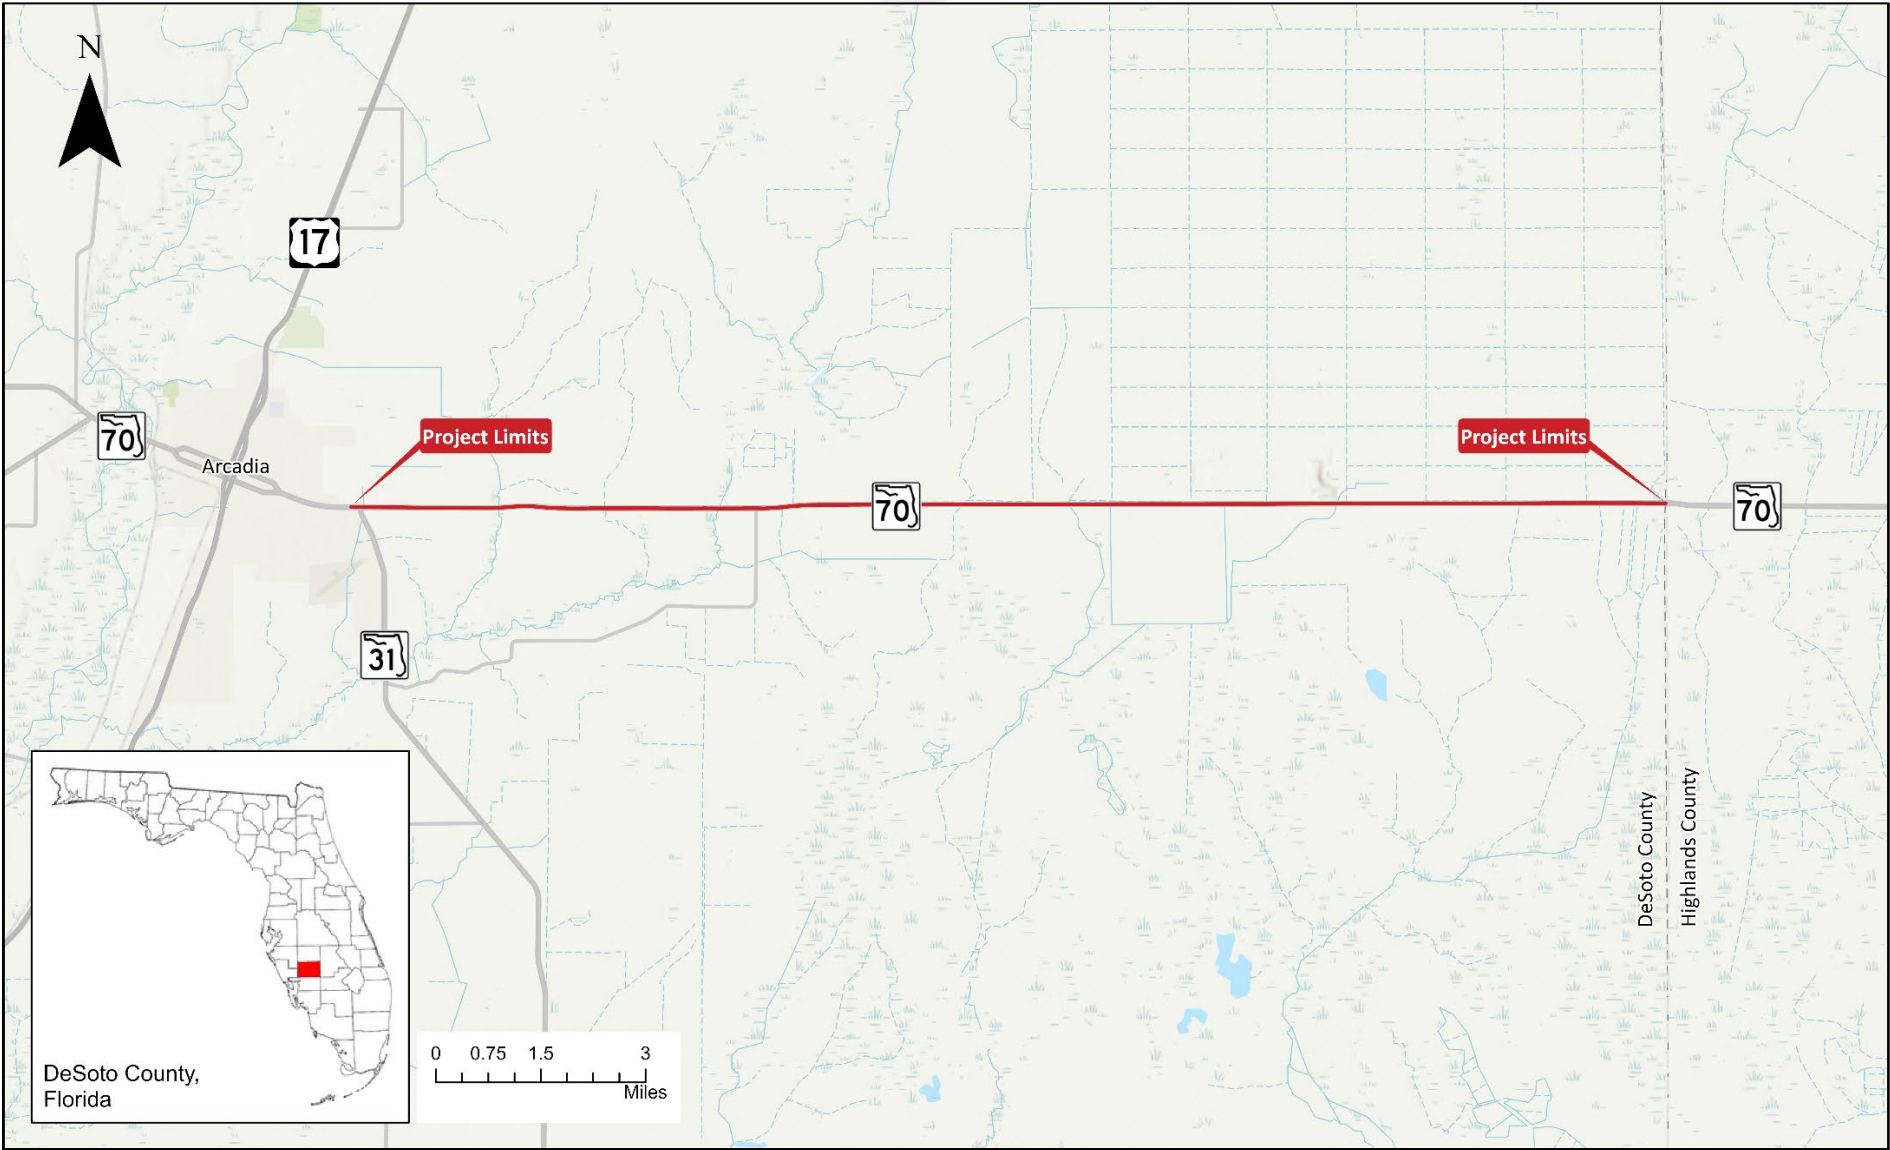 N
17
Project Limits
Project Limits
70
Arcadia
70
70
31
DeSoto County
Highlands County
0 0.75 1.5 3
Miles
DeSoto County,
Florida